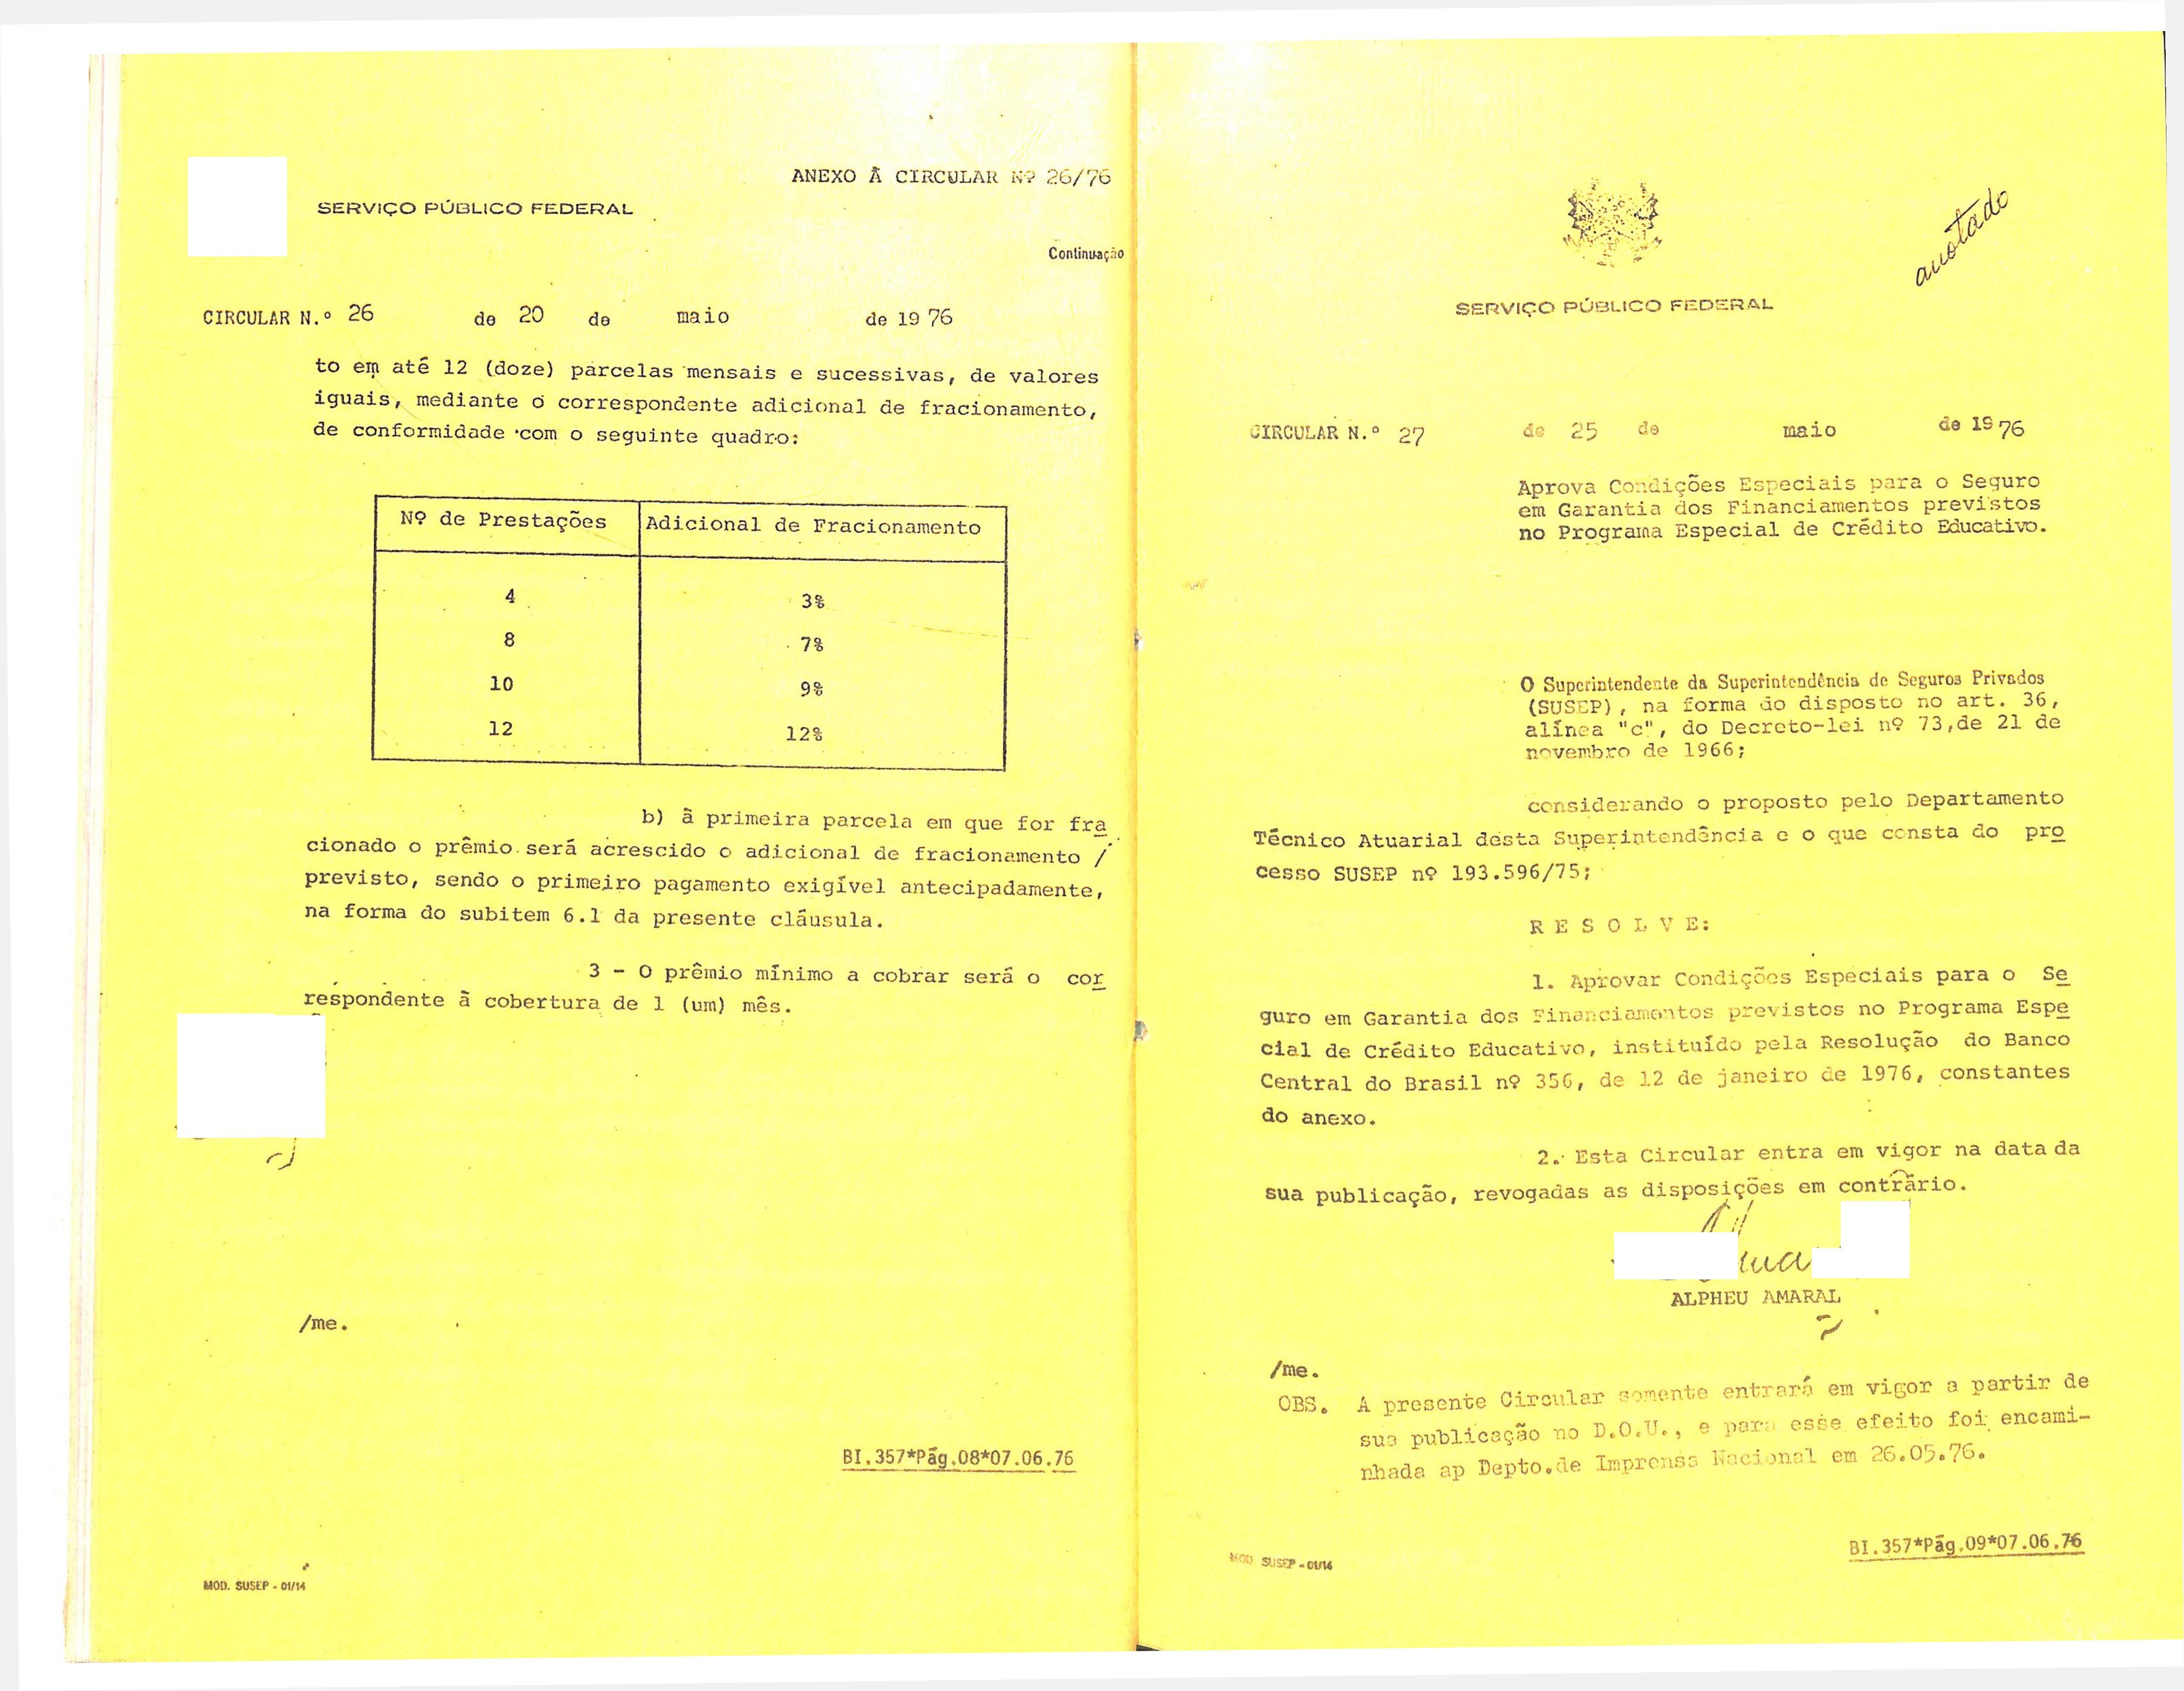 ANEXO À CIRCULAR Nº 26/76
SERVIÇO PÚBLICO FEDERAL
Continuação
CIRCULAR N.º 26 de 20 de maio de 19 76
to em até 12 (doze) parcelas mensais e sucessivas, de valores
iguais, mediante o correspondente adicional de fracionamento,
de conformidade com o seguinte quadro:
Nº de Prestações Adicional de Fracionamento
4 3%
8 7%
10 9%
12 12%
b) à primeira parcela em que for fra
cionado o prêmio será acrescido o adicional de fracionamento /
previsto, sendo o primeiro pagamento exigível antecipadamente,
na forma do subitem 6.1 da presente cláusula.
3 - O prêmio mínimo a cobrar será o cor
respondente à cobertura de 1 (um) mês.
/me.
BI.357*Pág.08*07.06.76
MOD. SUSEP - 01/14
anotado
SERVIÇO PÚBLICO FEDERAL
CIRCULAR N.º 27 de 25 de maio de 19 76
Aprova Condições Especiais para o Seguro
em Garantia dos Financiamentos previstos
no Programa Especial de Crédito Educativo.
O Superintendente da Superintendência de Seguros Privados
(SUSEP), na forma do disposto no art. 36,
alínea "c", do Decreto-lei nº 73,de 21 de
novembro de 1966;
considerando o proposto pelo Departamento
Técnico Atuarial desta Superintendência e o que consta do pro
cesso SUSEP nº 193.596/75;
R E S O L V E:
1. Aprovar Condições Especiais para o Se
guro em Garantia dos Financiamentos previstos no Programa Espe
cial de Crédito Educativo, instituído pela Resolução do Banco
Central do Brasil nº 356, de 12 de janeiro de 1976, constantes
do anexo.
2. Esta Circular entra em vigor na data da
sua publicação, revogadas as disposições em contrário.
ALPHEU AMARAL
/me.
OBS. A presente Circular somente entrará em vigor a partir de
sua publicação no D.O.U., e para esse efeito foi encami-
nhada ap Depto.de Imprensa Nacional em 26.05.76.
BI.357*Pág.09*07.06.76
MOD. SUSEP - 01/14